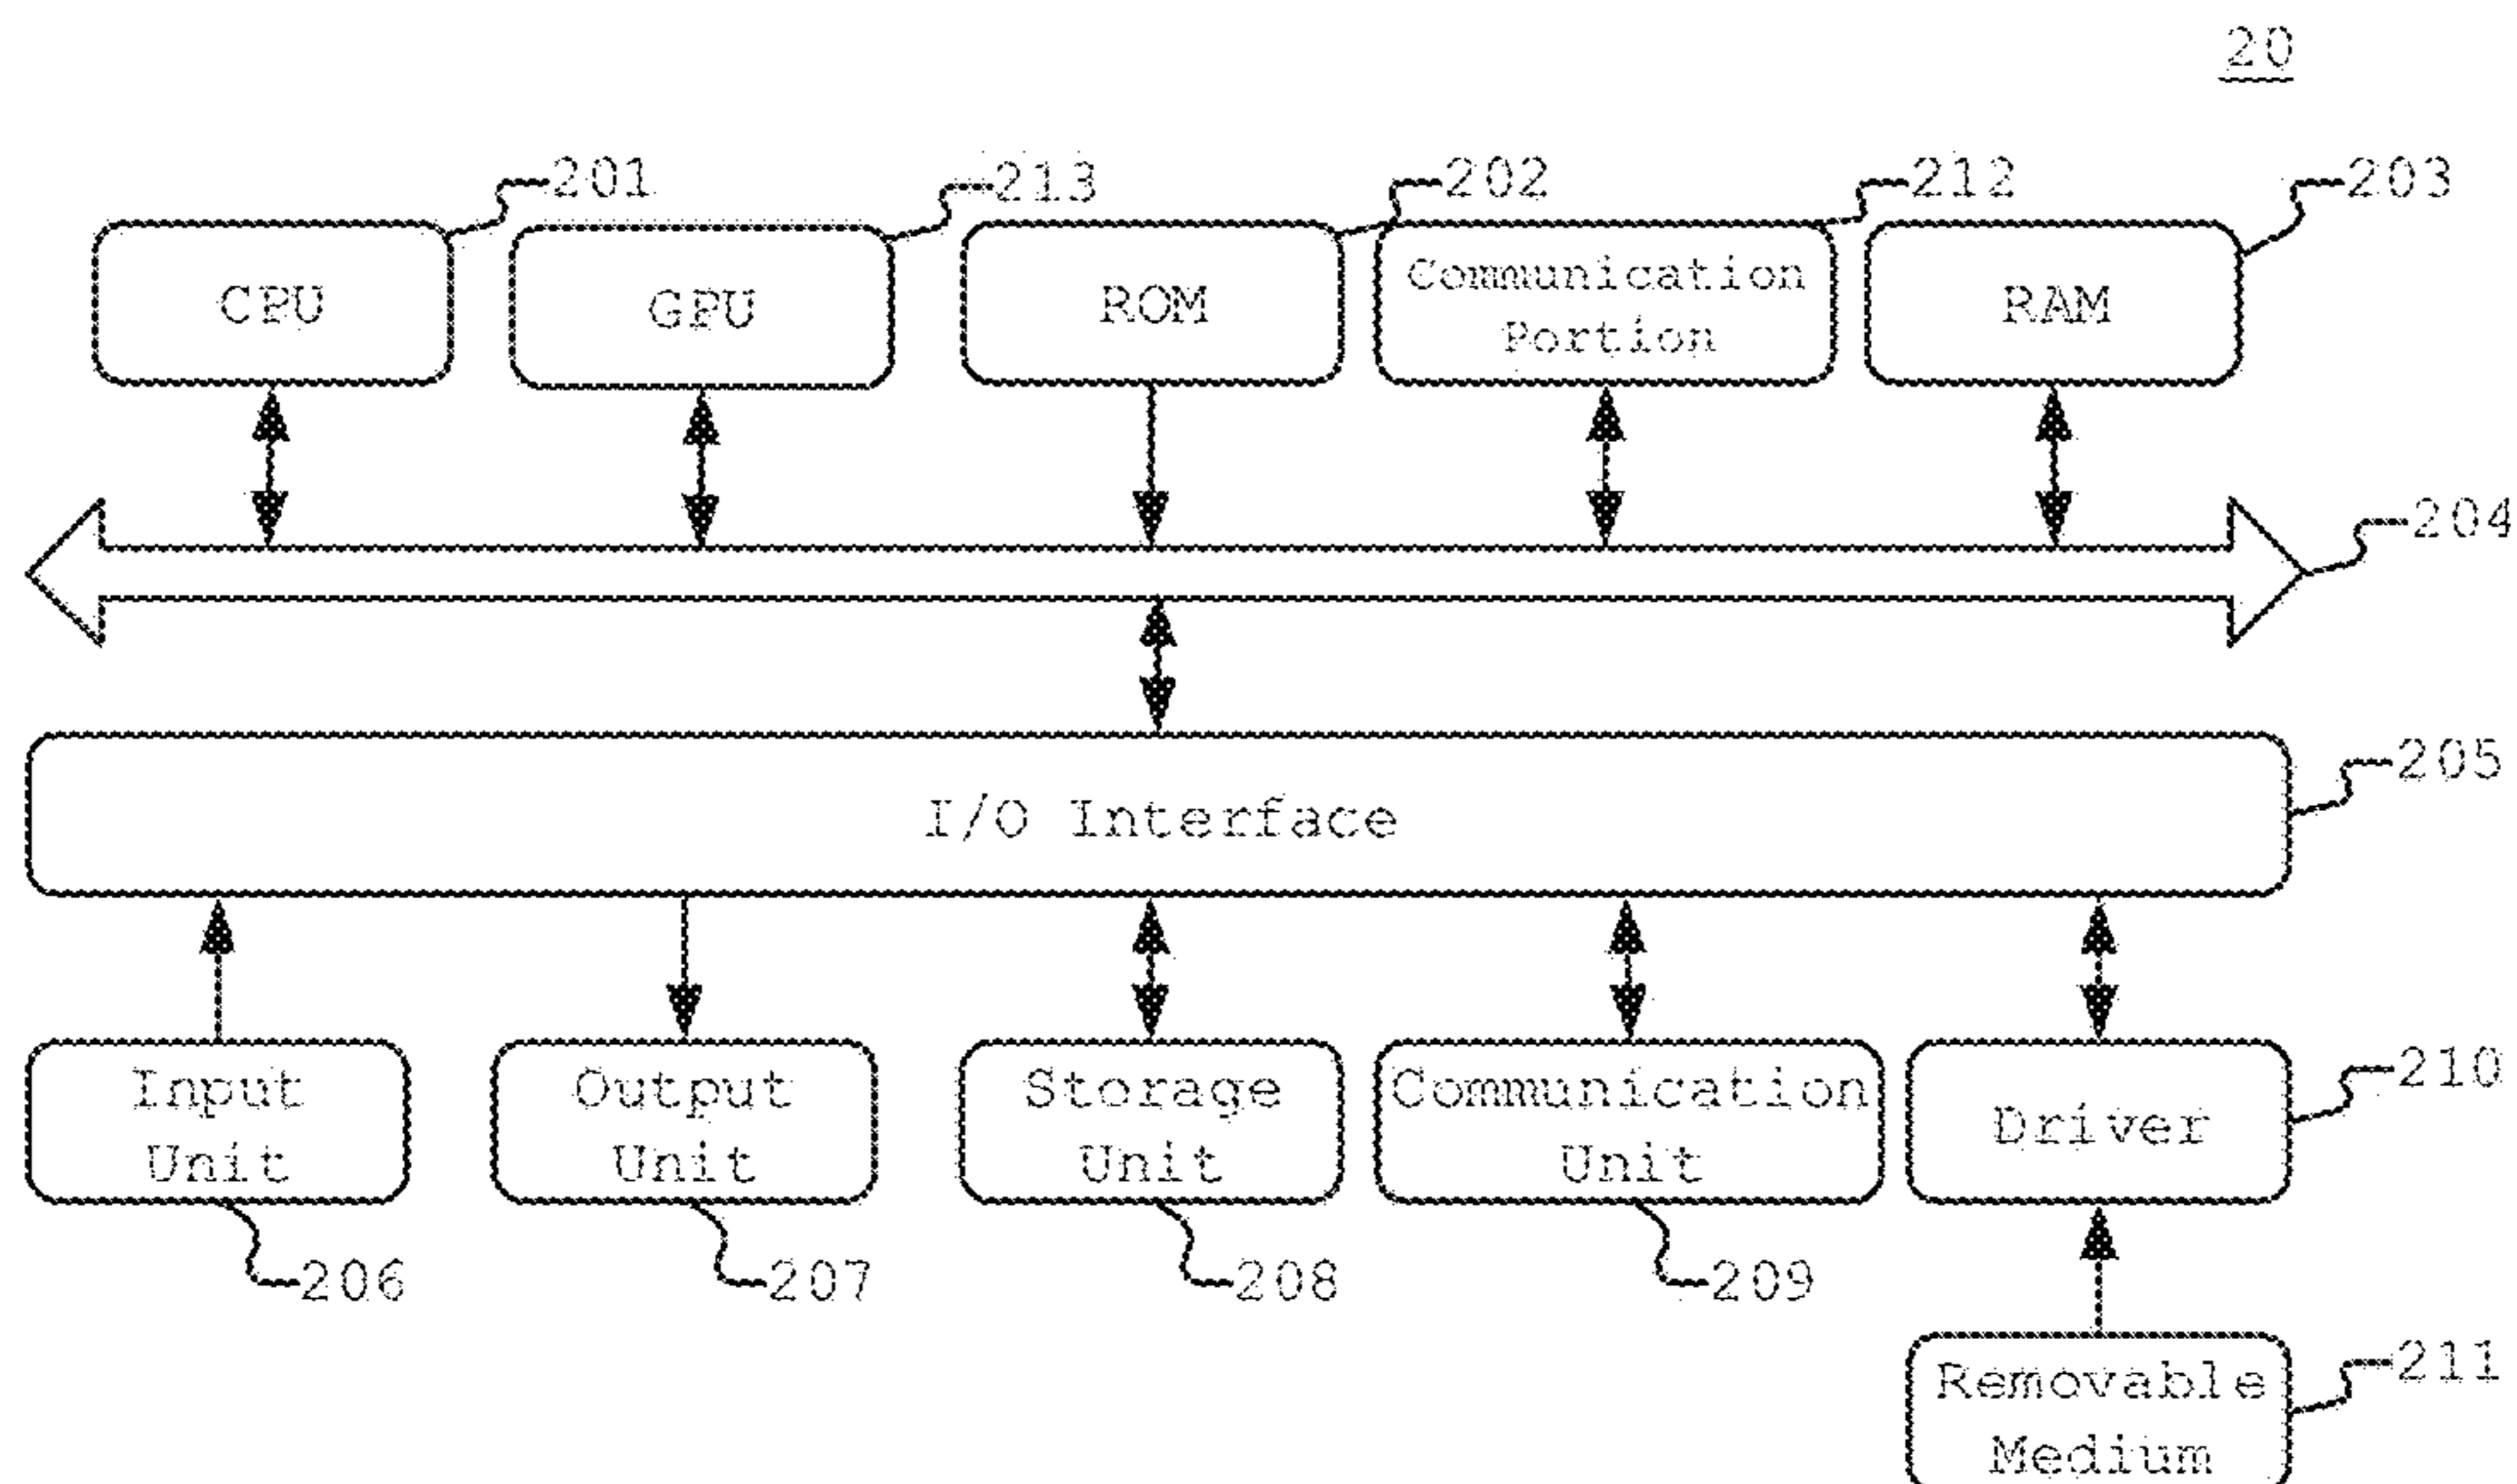 20
201
213
202
212
203
CPU
GPU
ROM
Communication
Portion
RAM
204
205
I/O Interface
Input
Unit
Output
Unit
Storage
Unit
Communication
Unit
Driver
210
206
207
208
209
Removable
Medium
211